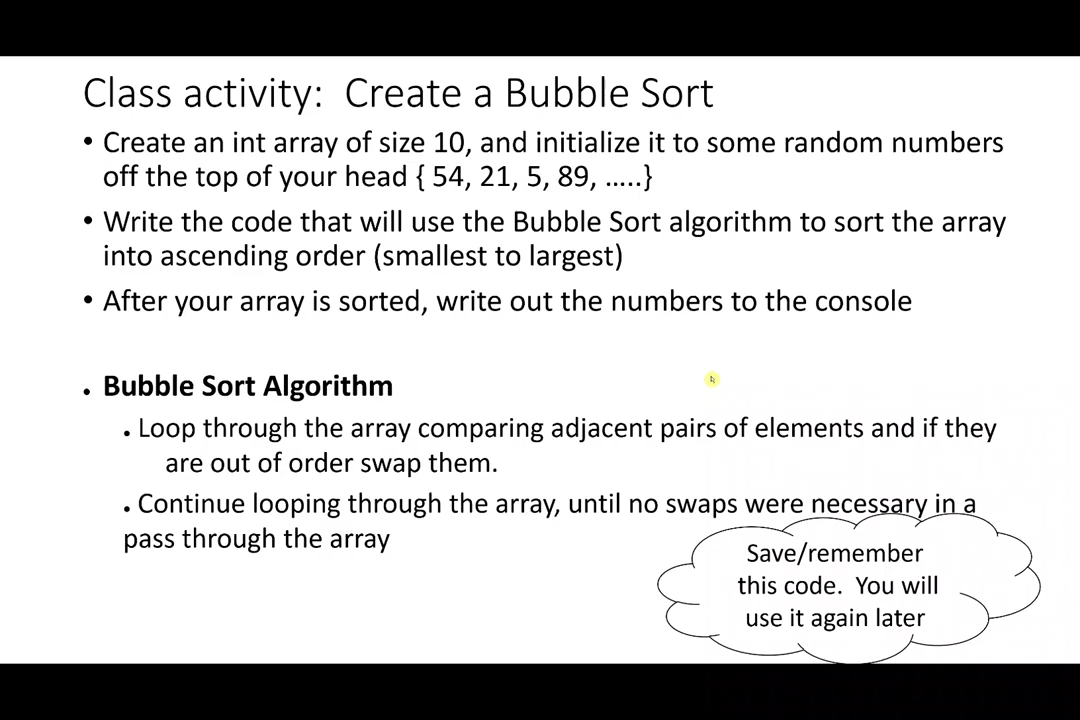 Class activity:  Create a Bubble Sort
• Create an int array of size 10, and initialize it to some random numbers
off the top of your head { 54, 21, 5, 89, …..}
• Write the code that will use the Bubble Sort algorithm to sort the array
into ascending order (smallest to largest)
• After your array is sorted, write out the numbers to the console
• Bubble Sort Algorithm
• Loop through the array comparing adjacent pairs of elements and if they
are out of order swap them.
• Continue looping through the array, until no swaps were necessary in a
pass through the array
Save/remember
this code.  You will
use it again later